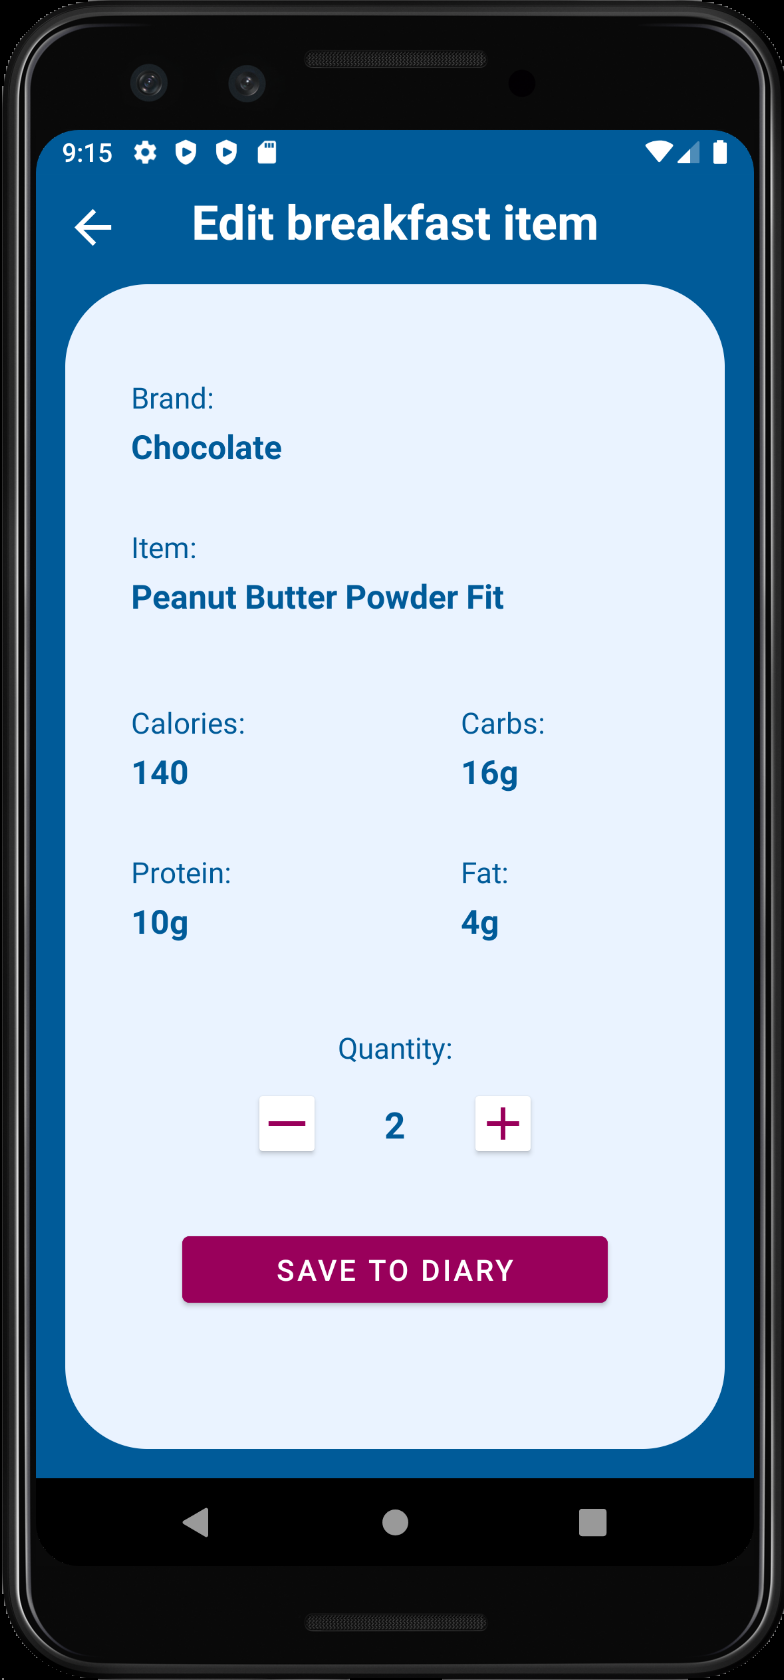 9:15
Edit breakfast item
Brand:
Chocolate
Item:
Peanut Butter Powder Fit
Calories:
Carbs:
140
16g
Protein:
Fat:
10g
4g
Quantity:
2
SAVE TO DIARY